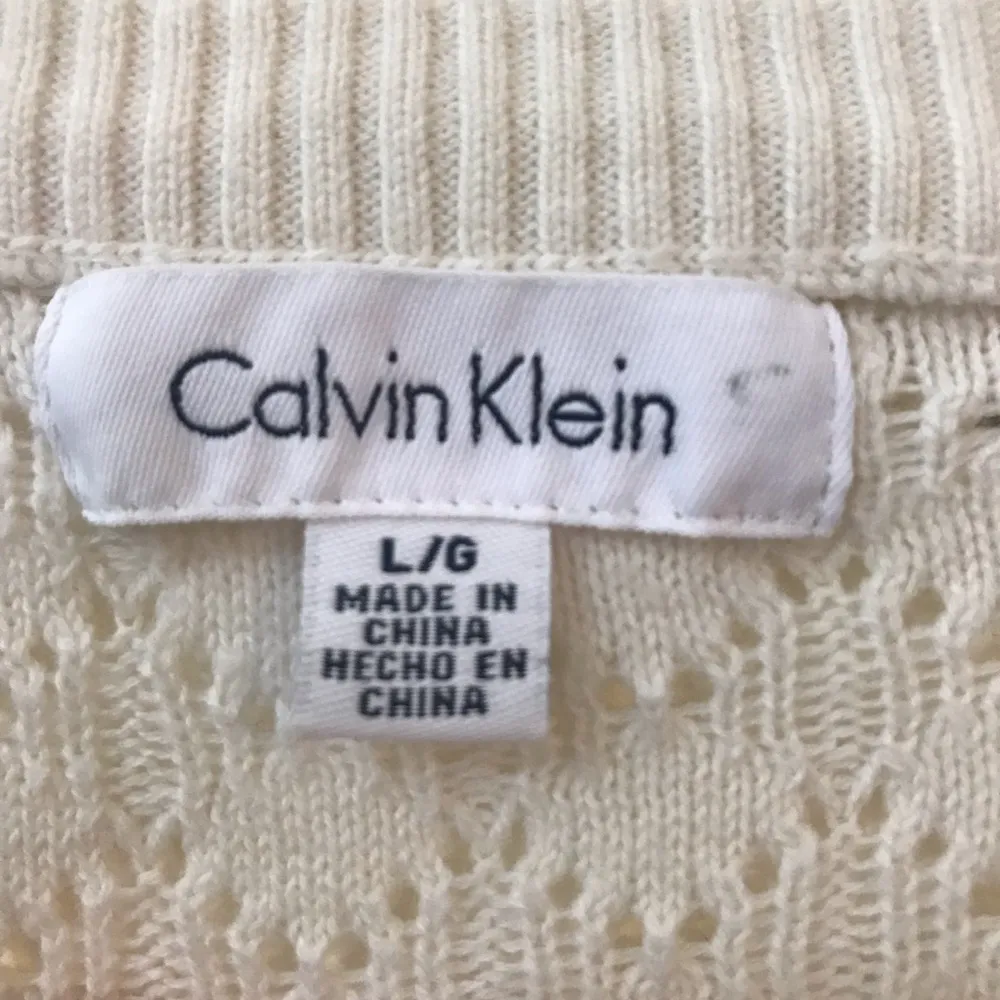 Calvin Klein
L/G
MADE IN
CHINA
HECHO EN
CHINA